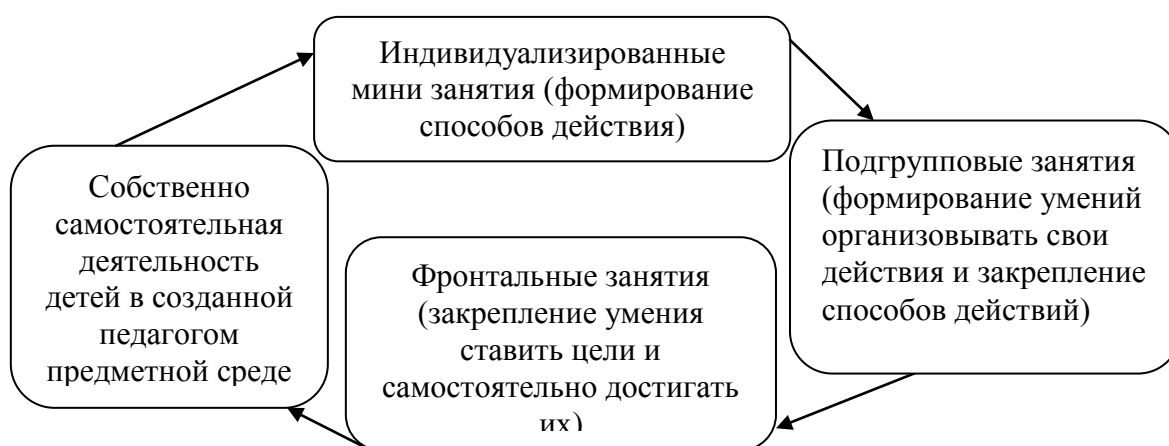 Индивидуализированные
мини занятия (формирование
способов действия)
Подгрупповые занятия
(формирование умений
организовывать свои
действия и закрепление
способов действий)
Фронтальные занятия
(закрепление умения
ставить цели и
самостоятельно достигать
их)
Собственно
самостоятельная
деятельность
детей в созданной
педагогом
предметной среде